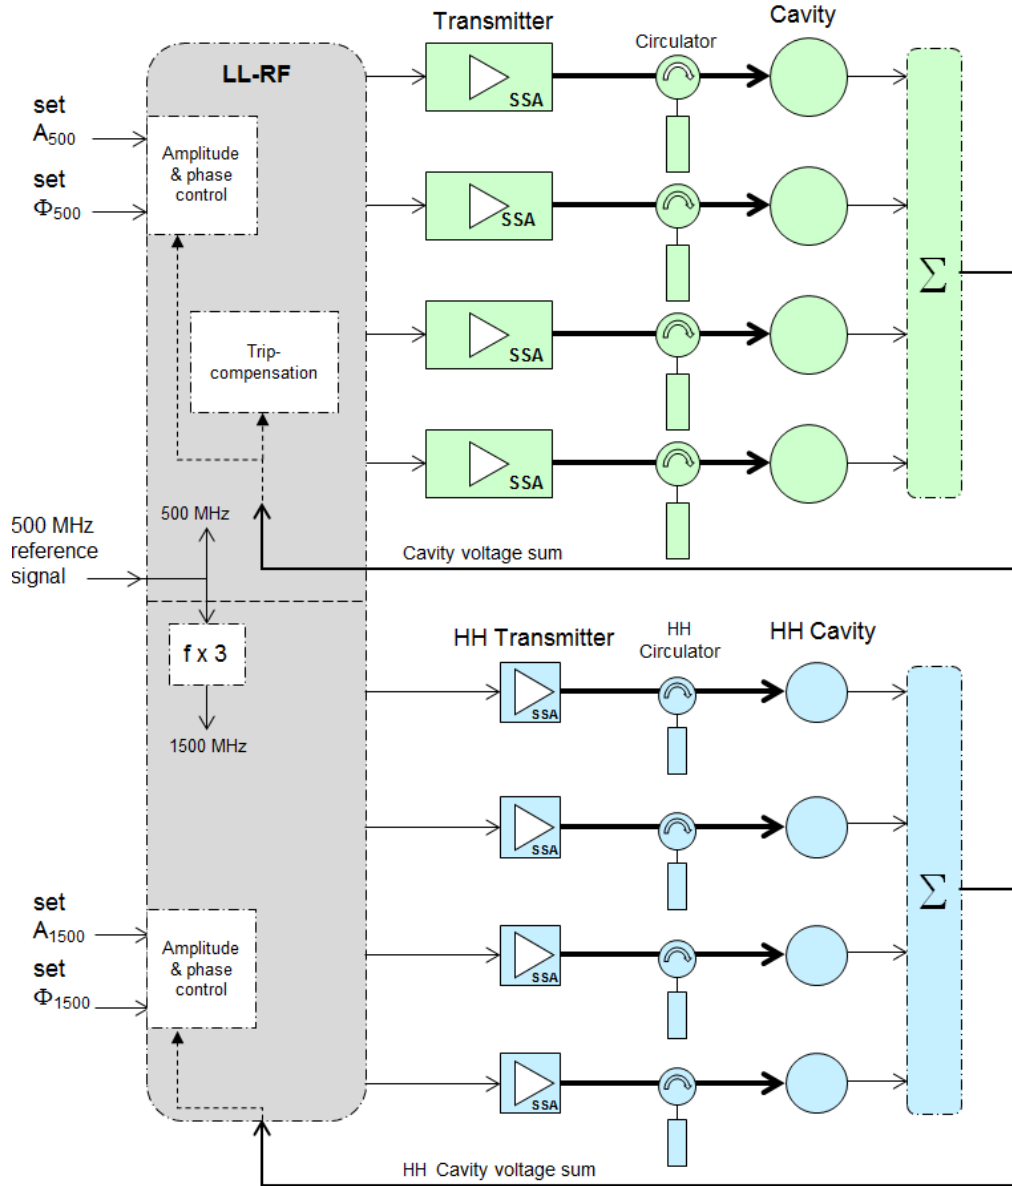 Transmitter
Cavity
Circulator
LL-RF
SSA
set
A500
Amplitude
& phase
control
set
Φ500
SSA
Σ
Trip-
compensation
SSA
SSA
500 MHz
500 MHz
reference
signal
Cavity voltage sum
f x 3
HH Transmitter
HH
Circulator
HH Cavity
SSA
1500 MHz
SSA
Σ
set
A1500
Amplitude
& phase
control
set
Φ1500
SSA
SSA
HH Cavity voltage sum